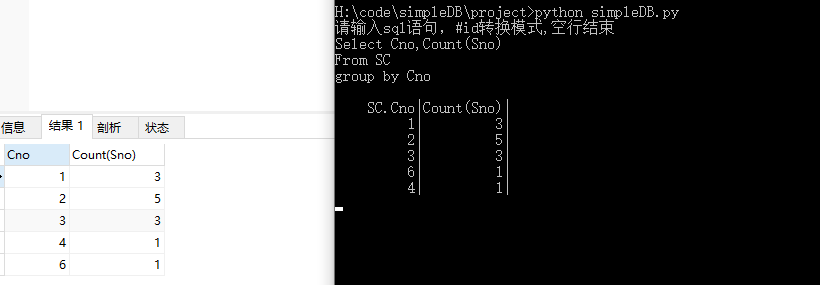 信息 结果 1 剖析 状态
Cno Count(Sno)
1 3
2 5
3 3
4 1
6 1
H:\code\simpleDB\project>python simpleDB.py
请输入sql语句，#id转换模式,空行结束
Select Cno,Count(Sno)
From SC
group by Cno
SC.Cno|Count(Sno)|
1| 3|
2| 5|
3| 3|
6| 1|
4| 1|